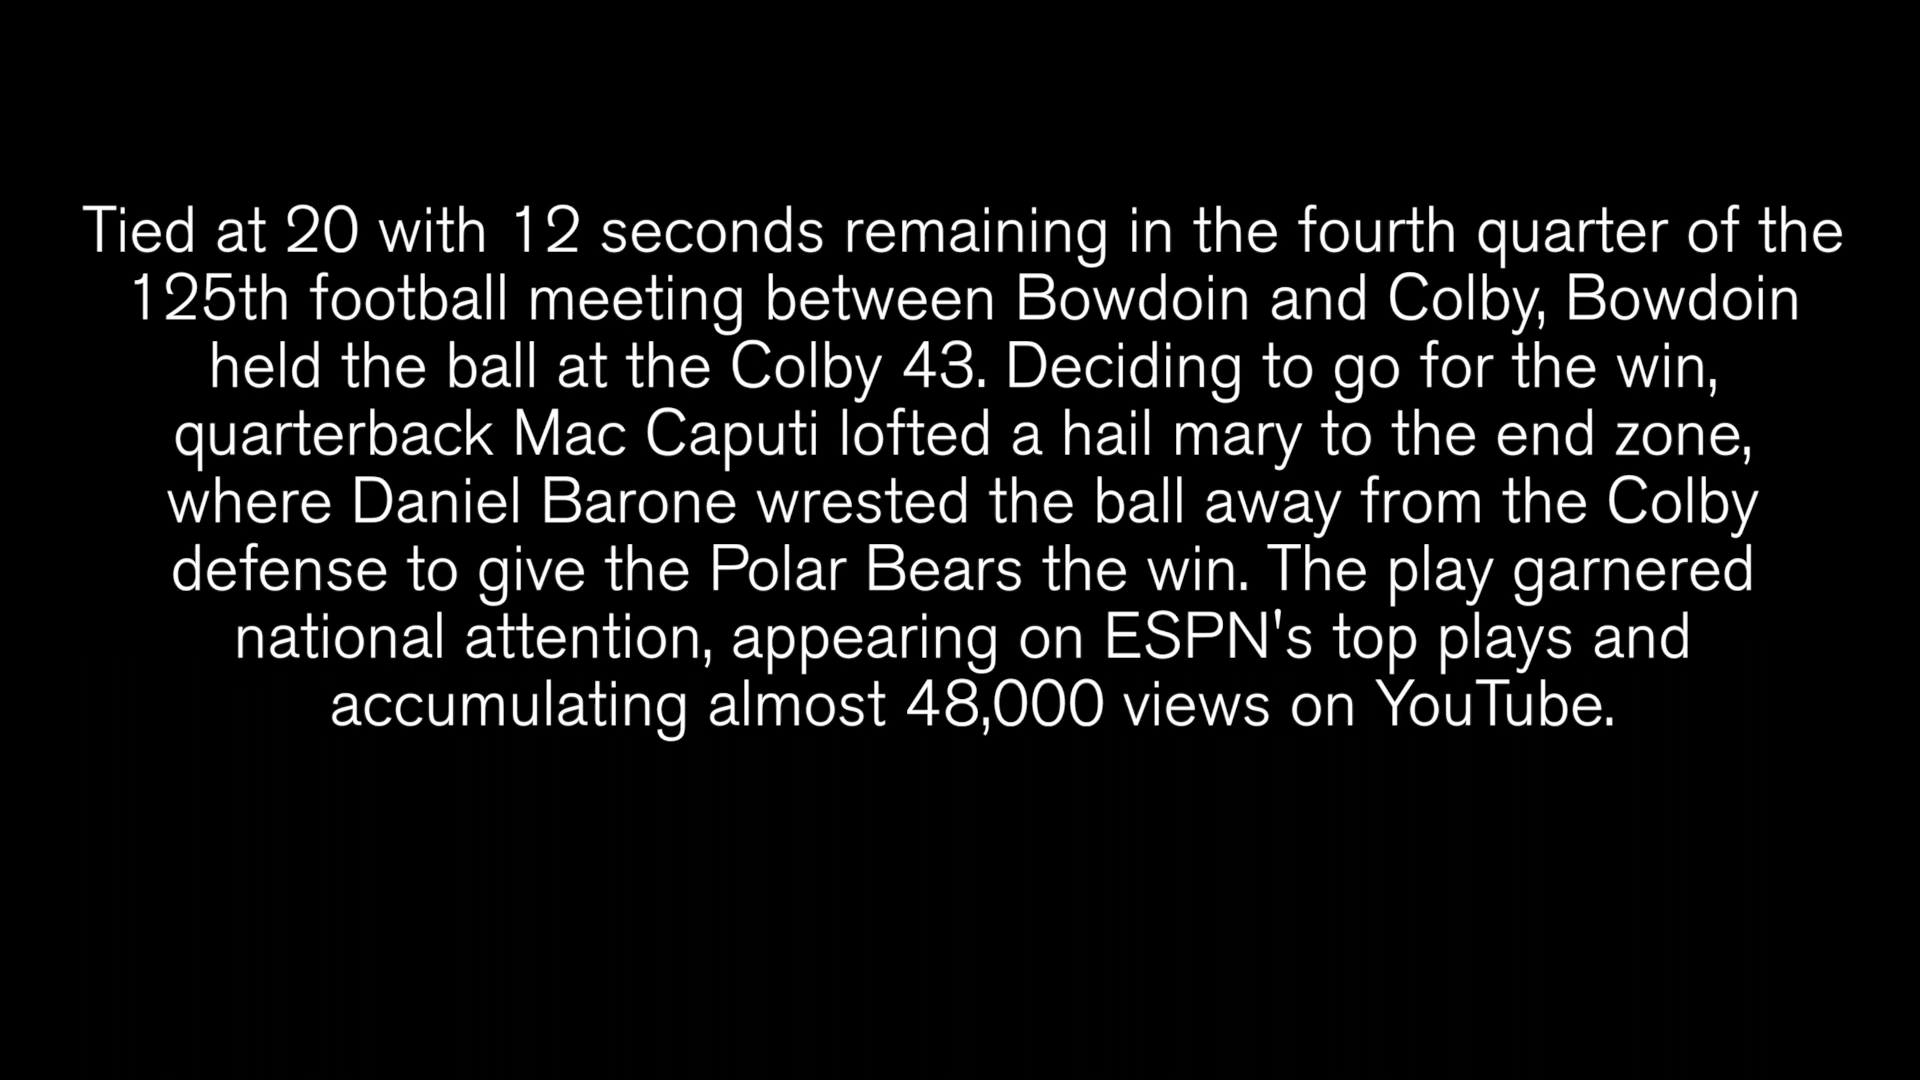 Tied at 20 with 12 seconds remaining in the fourth quarter of the
125th football meeting between Bowdoin and Colby, Bowdoin
held the ball at the Colby 43. Deciding to go for the win,
quarterback Mac Caputi lofted a hail mary to the end zone,
where Daniel Barone wrested the ball away from the Colby
defense to give the Polar Bears the win. The play garnered
national attention, appearing on ESPN's top plays and
accumulating almost 48,000 views on YouTube.